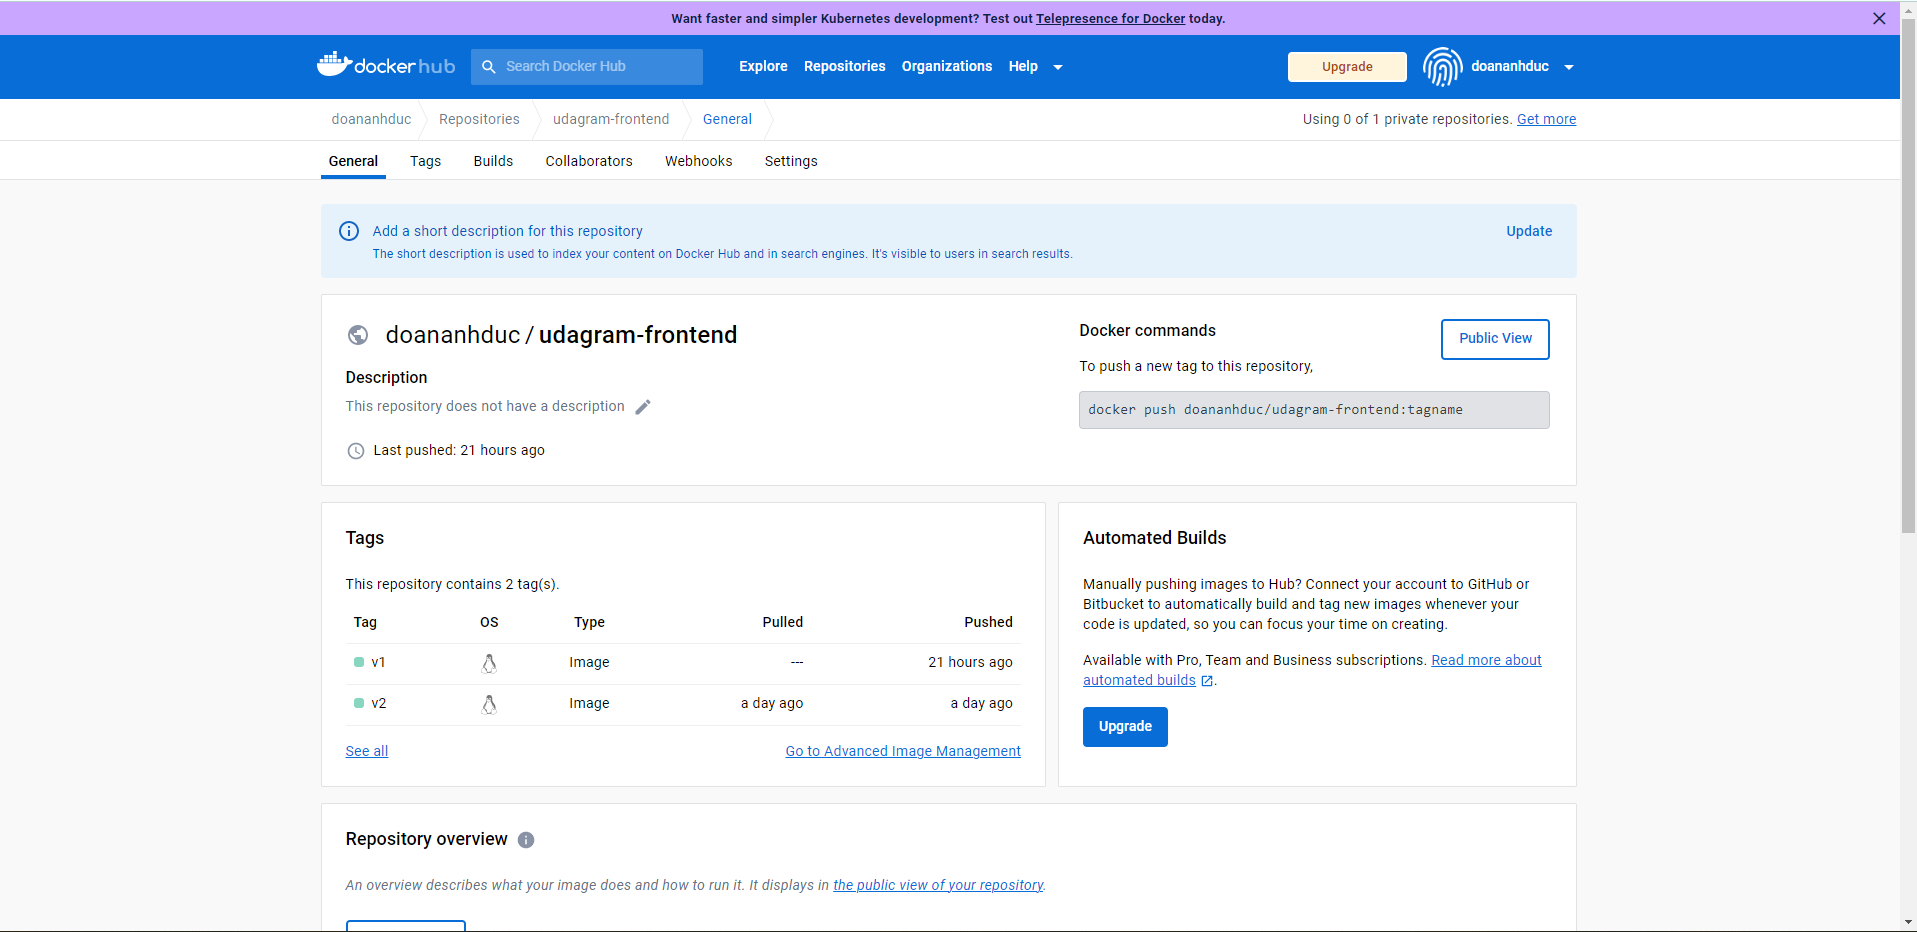 Want faster and simpler Kubernetes development? Test out Telepresence for Docker today.
docker hub
Search Docker Hub
Explore
Repositories
Organizations
Help
Upgrade
doananhduc
doananhduc
Repositories
udagram-frontend
General
Using 0 of 1 private repositories. Get more
General
Tags
Builds
Collaborators
Webhooks
Settings
Add a short description for this repository
Update
The short description is used to index your content on Docker Hub and in search engines. It's visible to users in search results.
doananhduc / udagram-frontend
Description
This repository does not have a description
Last pushed: 21 hours ago
Docker commands
Public View
To push a new tag to this repository,
docker push doananhduc/udagram-frontend:tagname
Tags
This repository contains 2 tag(s).
Tag OS Type Pulled Pushed
v1 Image --- 21 hours ago
v2 Image a day ago a day ago
See all
Go to Advanced Image Management
Automated Builds
Manually pushing images to Hub? Connect your account to GitHub or
Bitbucket to automatically build and tag new images whenever your
code is updated, so you can focus your time on creating.
Available with Pro, Team and Business subscriptions. Read more about
automated builds .
Upgrade
Repository overview
An overview describes what your image does and how to run it. It displays in the public view of your repository.